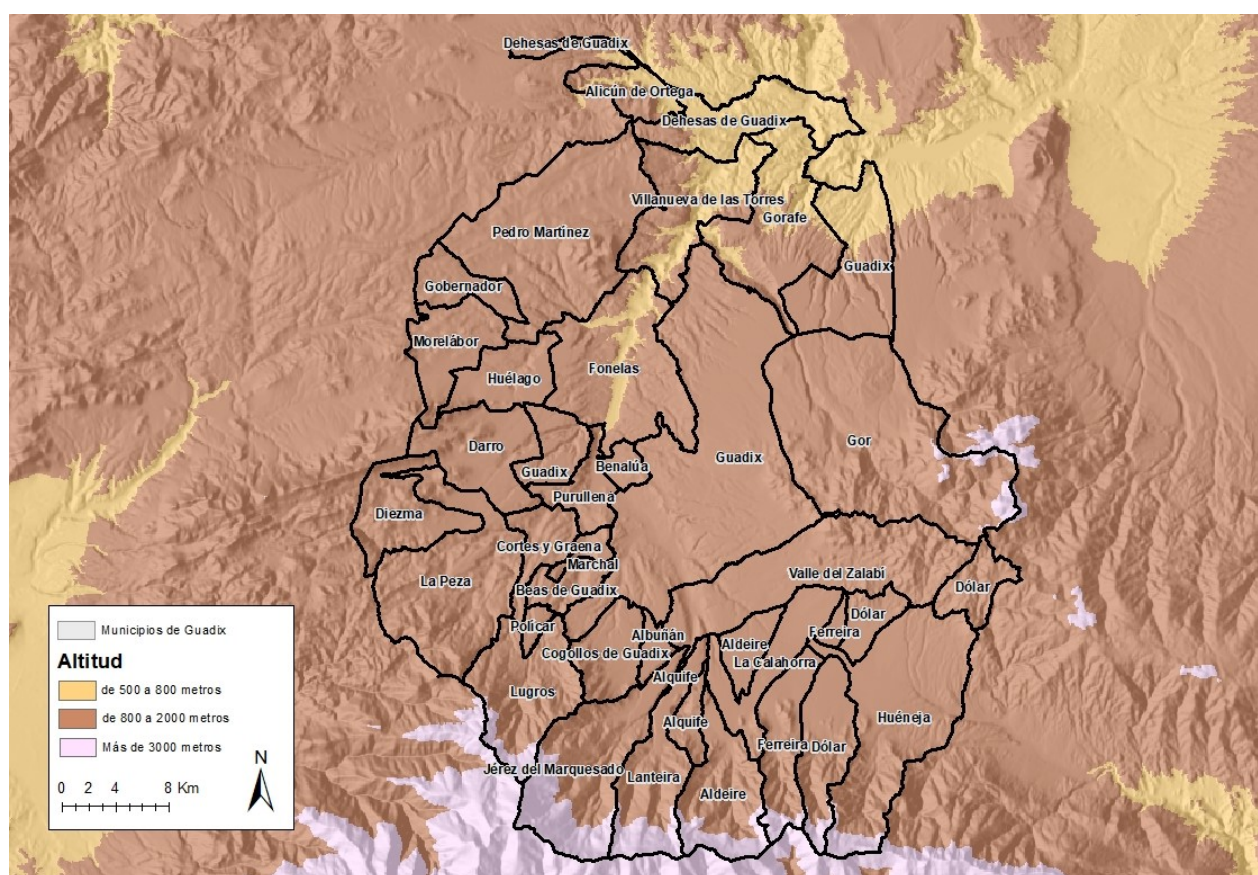 Dehesas de Guadix
Alicún de Ortega
Dehesas de Guadix
Villanueva de las Torres
Gorafe
Pedro Martínez
Guadix
Gobernador
Morelábor
Huélago
Fonelas
Darro
Gor
Guadix
Benalúa
Guadix
Purullena
Diezma
Cortes y Graena
Marchal
La Peza
Valle del Zalabí
Beas de Guadix
Dólar
Dólar
Polícar
Albuñán
Aldeire
Ferreira
Cogollos de Guadix
La Calahorra
Alquife
Lugros
Huéneja
Alquife
Ferreira
Dólar
Jérez del Marquesado
Lanteira
Aldeire
Municipios de Guadix
Altitud
de 500 a 800 metros
de 800 a 2000 metros
Más de 3000 metros
N
0 2 4 8 Km